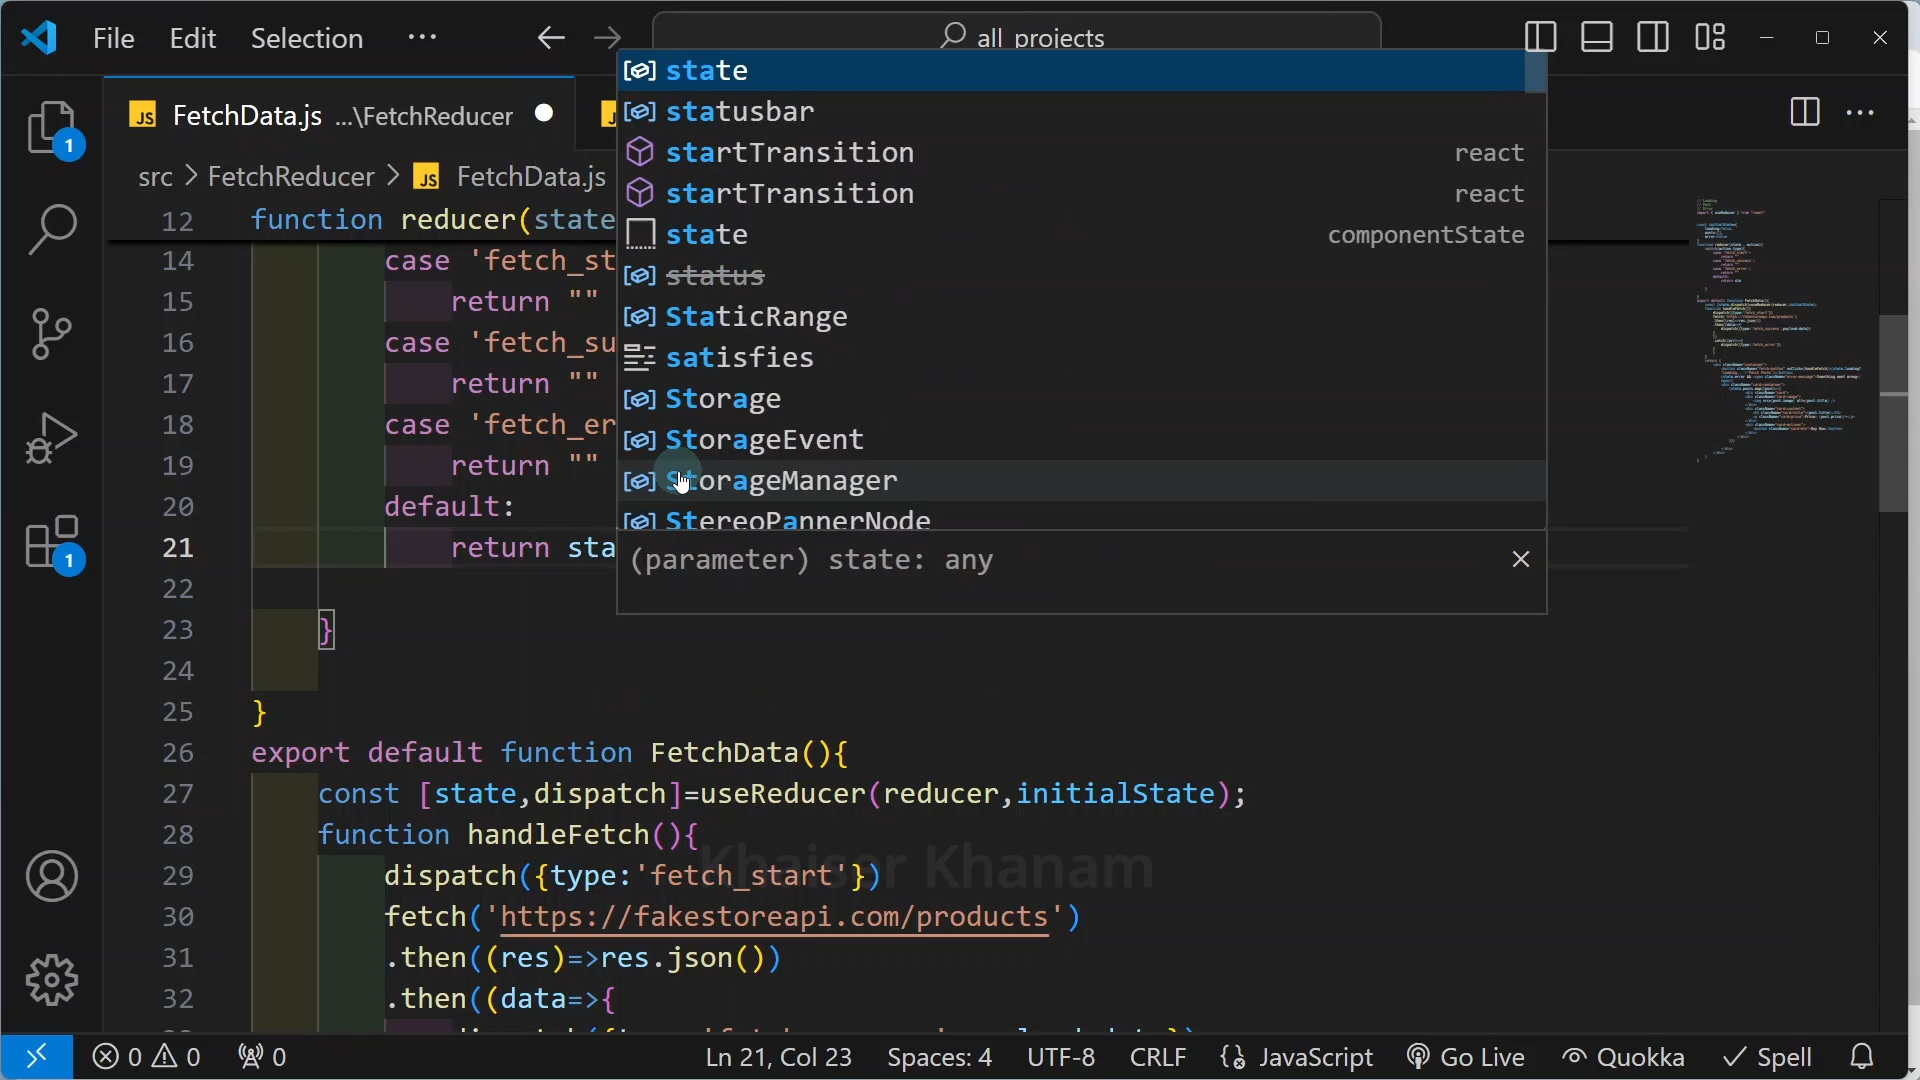 File Edit Selection ··· all projects
FetchData.js ...\FetchReducer
src > FetchReducer > FetchData.js
state
statusbar
startTransition react
startTransition react
state componentState
status
StaticRange
satisfies
Storage
StorageEvent
StorageManager
StereoPannerNode
(parameter) state: any
12 function reducer(state
14 case 'fetch_st
15 return ""
16 case 'fetch_su
17 return ""
18 case 'fetch_er
19 return ""
20 default:
21 return sta
22
23 }
24
25 }
26 export default function FetchData(){
27 const [state,dispatch]=useReducer(reducer,initialState);
28 function handleFetch(){
29 dispatch({type:'fetch_start'})
30 fetch('https://fakestoreapi.com/products')
31 .then((res)=>res.json())
32 .then((data=>{
Khaiser Khanam
1
1
0 0 0 Ln 21, Col 23 Spaces: 4 UTF-8 CRLF JavaScript Go Live Quokka Spell